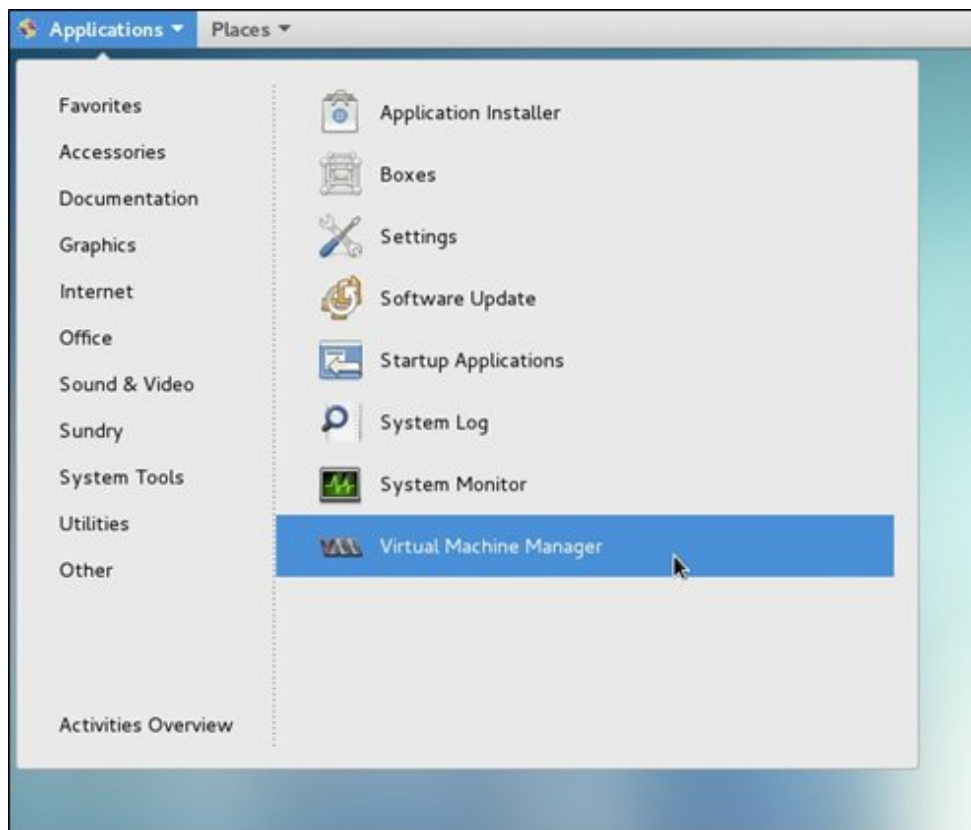 Applications Places
Favorites
Accessories
Documentation
Graphics
Internet
Office
Sound & Video
Sundry
System Tools
Utilities
Other
Activities Overview
Application Installer
Boxes
Settings
Software Update
Startup Applications
System Log
System Monitor
Virtual Machine Manager